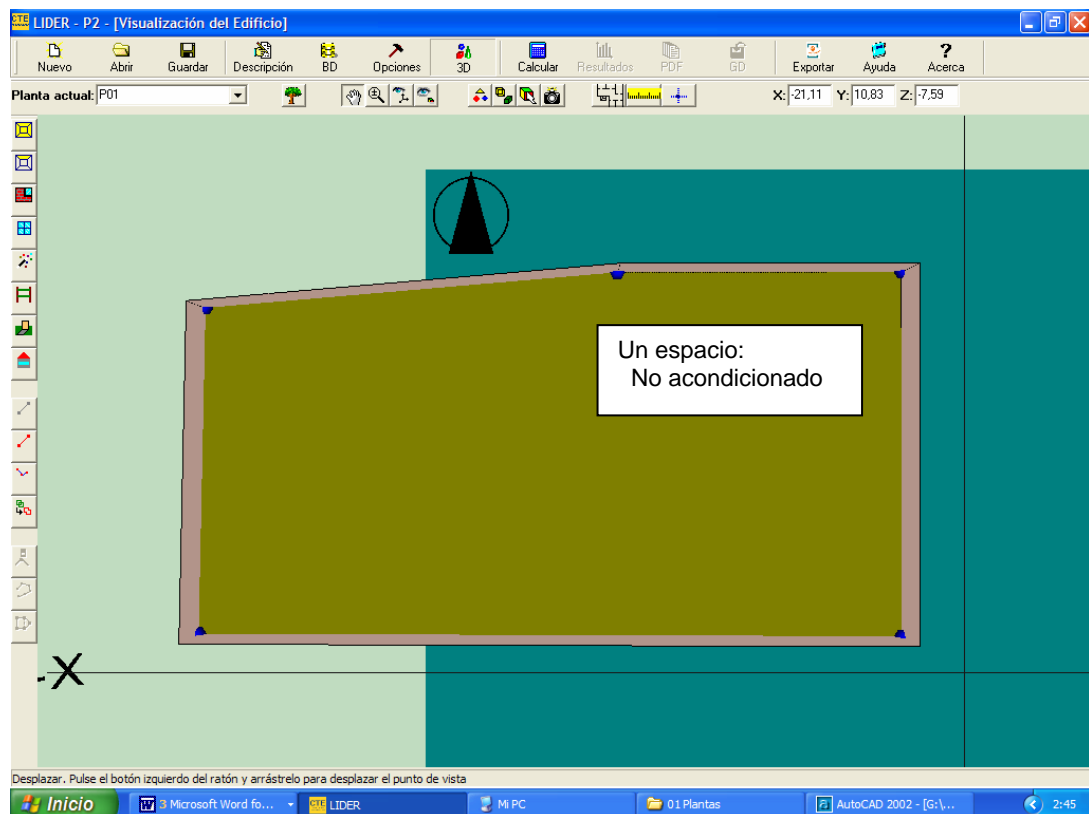 CTE LIDER - P2 - [Visualización del Edificio]
Nuevo Abrir Guardar Descripción BD Opciones 3D Calcular Resultados PDF GD Exportar Ayuda Acerca
Planta actual: P01 X: -21,11 Y: 10,83 Z: -7,59
Un espacio:
No acondicionado
X
Desplazar. Pulse el botón izquierdo del ratón y arrástrelo para desplazar el punto de vista
Inicio 3 Microsoft Word fo... CTE LIDER Mi PC 01 Plantas AutoCAD 2002 - [G:\... 2:45